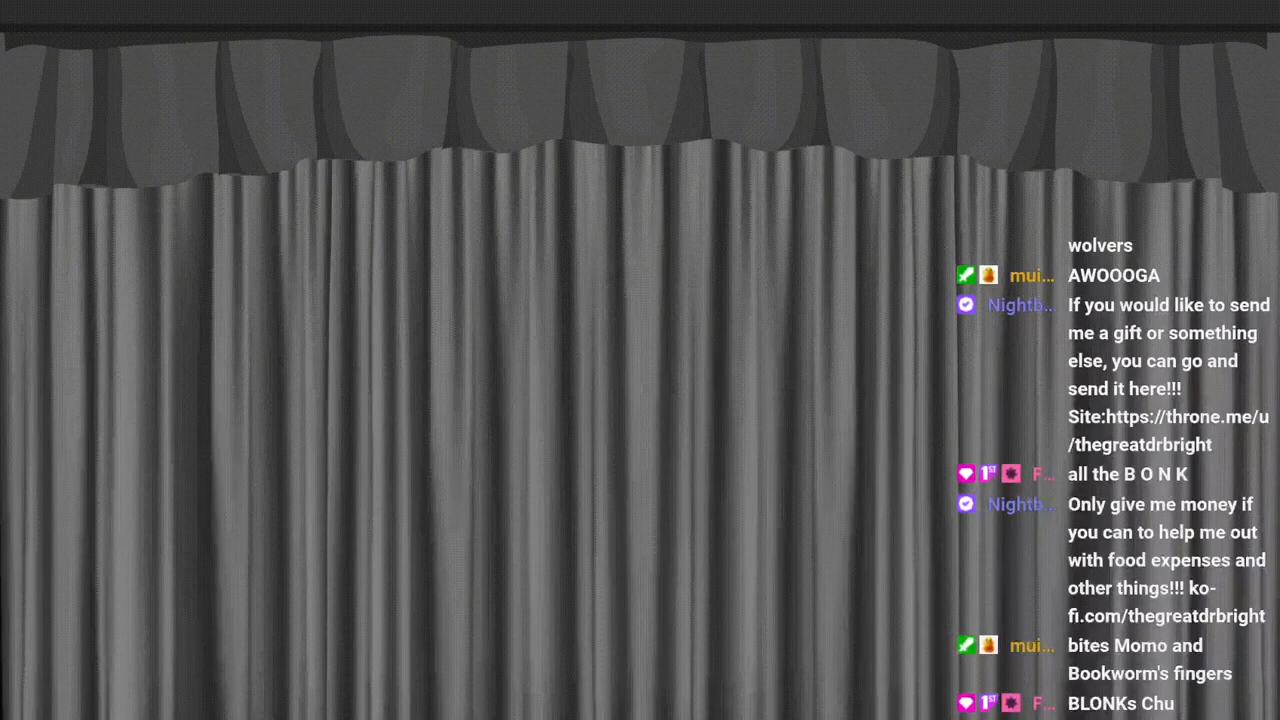 wolvers
mui... AWOOOGA
Nightb... If you would like to send
me a gift or something
else, you can go and
send it here!!!
Site:https://throne.me/u
/thegreatdrbright
1ST F... all the B O N K
Nightb... Only give me money if
you can to help me out
with food expenses and
other things!!! ko-
fi.com/thegreatdrbright
mui... bites Momo and
Bookworm's fingers
1ST F... BLONKs Chu